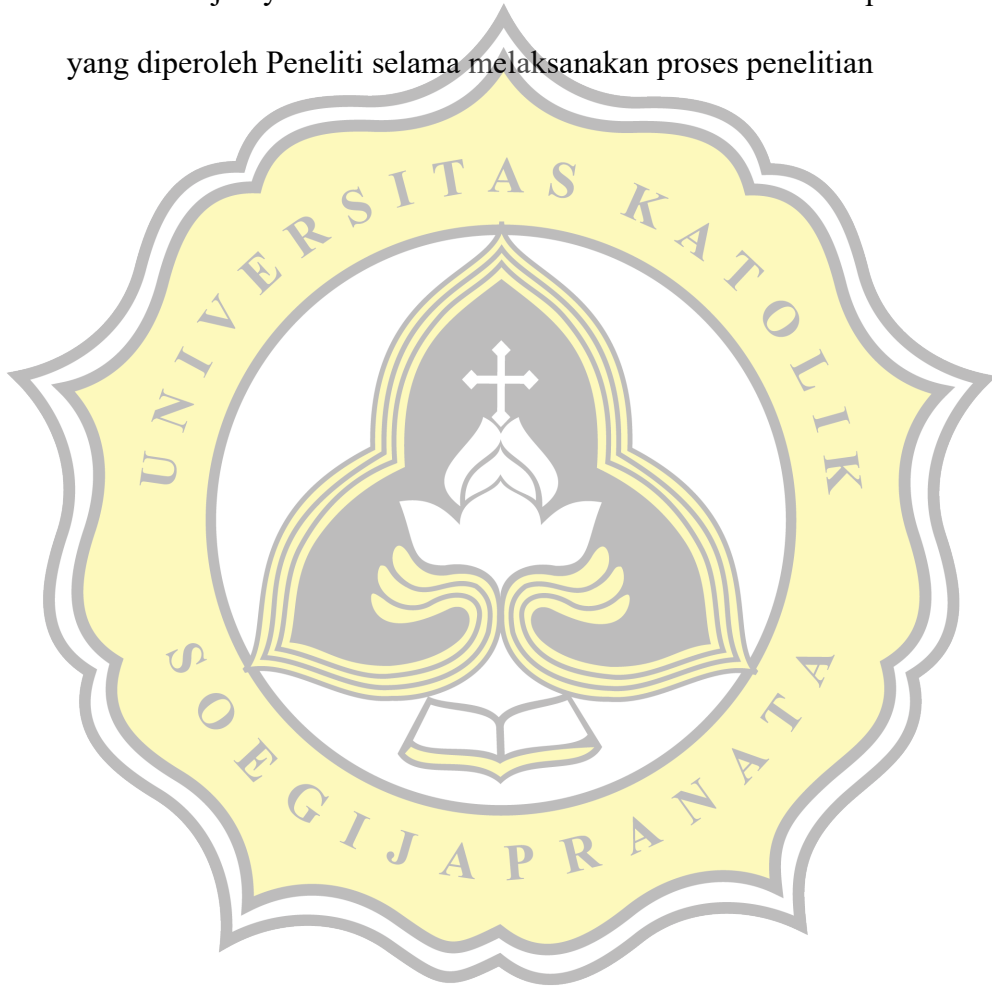 yang diperoleh Peneliti selama melaksanakan proses penelitian
UNIVERSITAS KATOLIK
SOEGIJAPRANATA